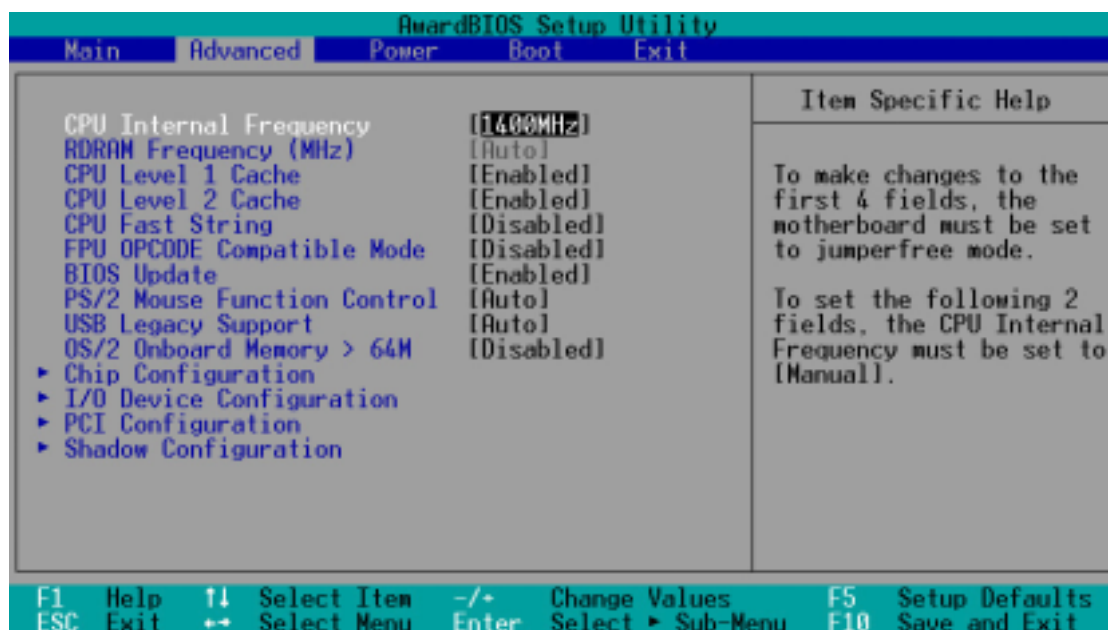 AwardBIOS Setup Utility
Main Advanced Power Boot Exit
Item Specific Help
CPU Internal Frequency [1400MHz]
RDRAM Frequency (MHz) [Auto]
CPU Level 1 Cache [Enabled]
CPU Level 2 Cache [Enabled]
CPU Fast String [Disabled]
FPU OPCODE Compatible Mode [Disabled]
BIOS Update [Enabled]
PS/2 Mouse Function Control [Auto]
USB Legacy Support [Auto]
OS/2 Onboard Memory > 64M [Disabled]
▸ Chip Configuration
▸ I/O Device Configuration
▸ PCI Configuration
▸ Shadow Configuration
To make changes to the
first 4 fields, the
motherboard must be set
to jumperfree mode.
To set the following 2
fields, the CPU Internal
Frequency must be set to
[Manual].
F1 Help ↑↓ Select Item -/+ Change Values F5 Setup Defaults
ESC Exit ←→ Select Menu Enter Select ▸ Sub-Menu F10 Save and Exit